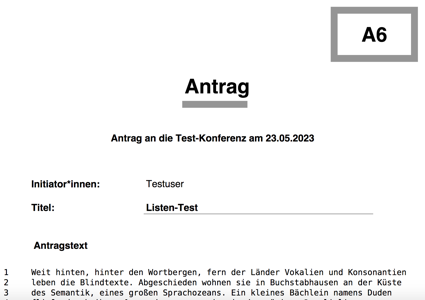 A6
Antrag
Antrag an die Test-Konferenz am 23.05.2023
Initiator*innen: Testuser
Titel: Listen-Test
Antragstext
1 Weit hinten, hinter den Wortbergen, fern der Länder Vokalien und Konsonantien
2 leben die Blindtexte. Abgeschieden wohnen sie in Buchstabhausen an der Küste
3 des Semantik, eines großen Sprachozeans. Ein kleines Bächlein namens Duden